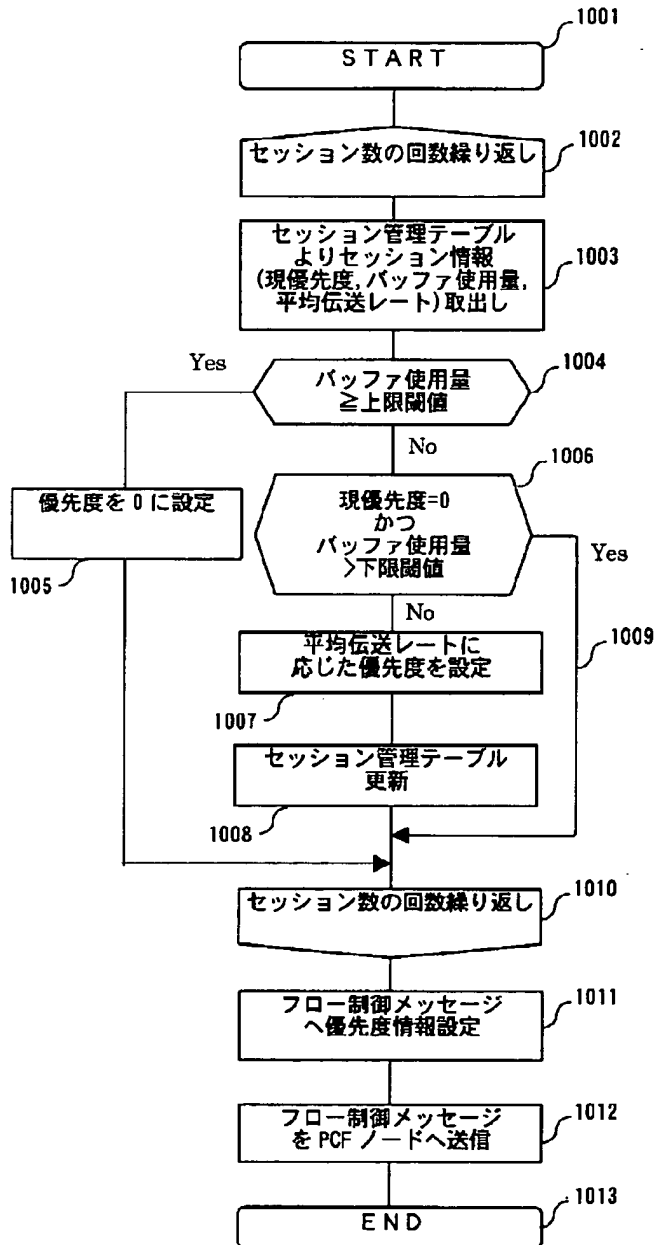 1001
START
セッション数の回数繰り返し
1002
セッション管理テーブル
よりセッション情報
(現優先度,バッファ使用量,
平均伝送レート)取出し
1003
Yes
バッファ使用量
≧上限閾値
1004
No
1006
優先度を0に設定
1005
現優先度=0
かつ
バッファ使用量
>下限閾値
Yes
No
1009
平均伝送レートに
応じた優先度を設定
1007
セッション管理テーブル
更新
1008
セッション数の回数繰り返し
1010
フロー制御メッセージ
へ優先度情報設定
1011
フロー制御メッセージ
をPCFノードへ送信
1012
END
1013